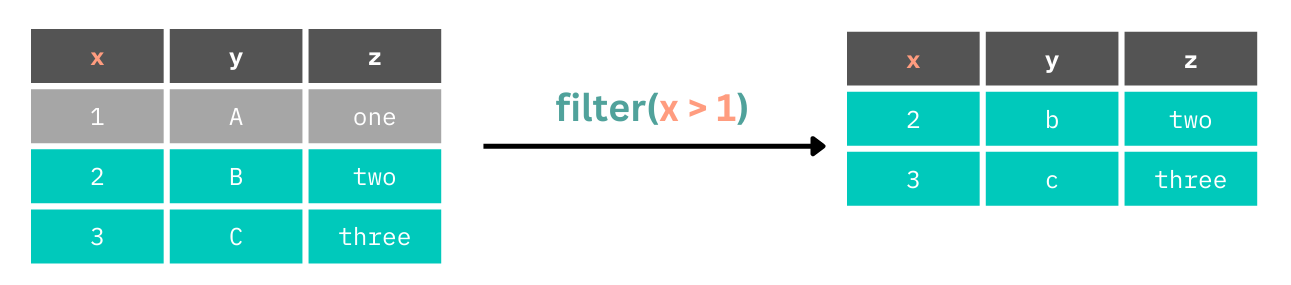 x y z
1 A one
2 B two
3 C three
filter(x > 1)
x y z
2 b two
3 c three